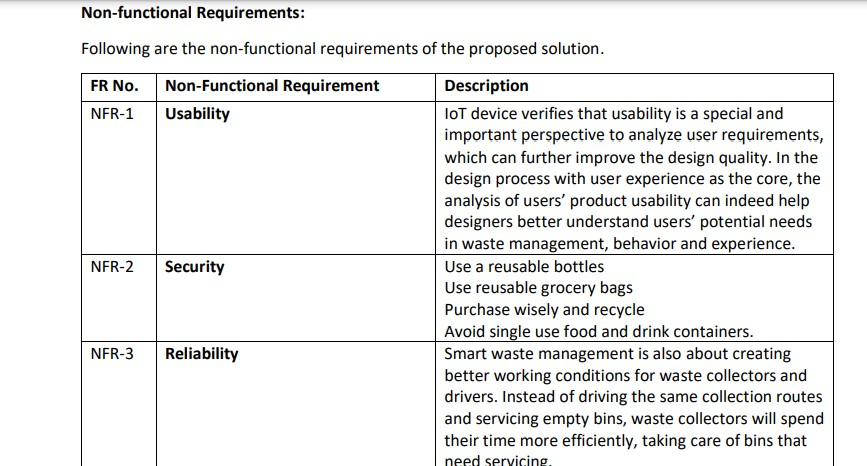 Non-functional Requirements:
Following are the non-functional requirements of the proposed solution.
FR No. Non-Functional Requirement Description
NFR-1 Usability IoT device verifies that usability is a special and
important perspective to analyze user requirements,
which can further improve the design quality. In the
design process with user experience as the core, the
analysis of users’ product usability can indeed help
designers better understand users’ potential needs
in waste management, behavior and experience.
NFR-2 Security Use a reusable bottles
Use reusable grocery bags
Purchase wisely and recycle
Avoid single use food and drink containers.
NFR-3 Reliability Smart waste management is also about creating
better working conditions for waste collectors and
drivers. Instead of driving the same collection routes
and servicing empty bins, waste collectors will spend
their time more efficiently, taking care of bins that
need servicing.